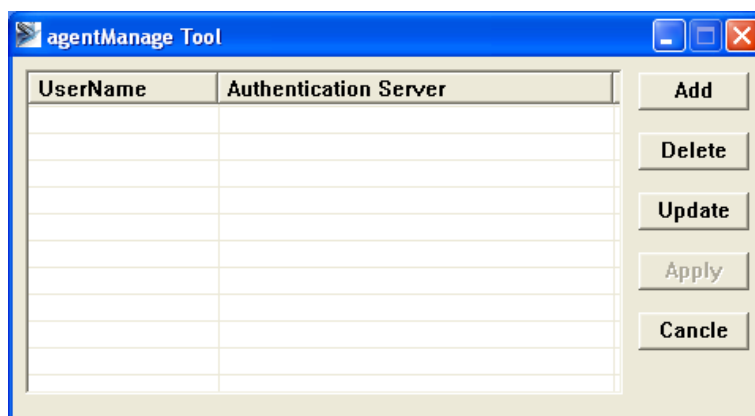 agentManage Tool
UserName Authentication Server
Add
Delete
Update
Apply
Cancle